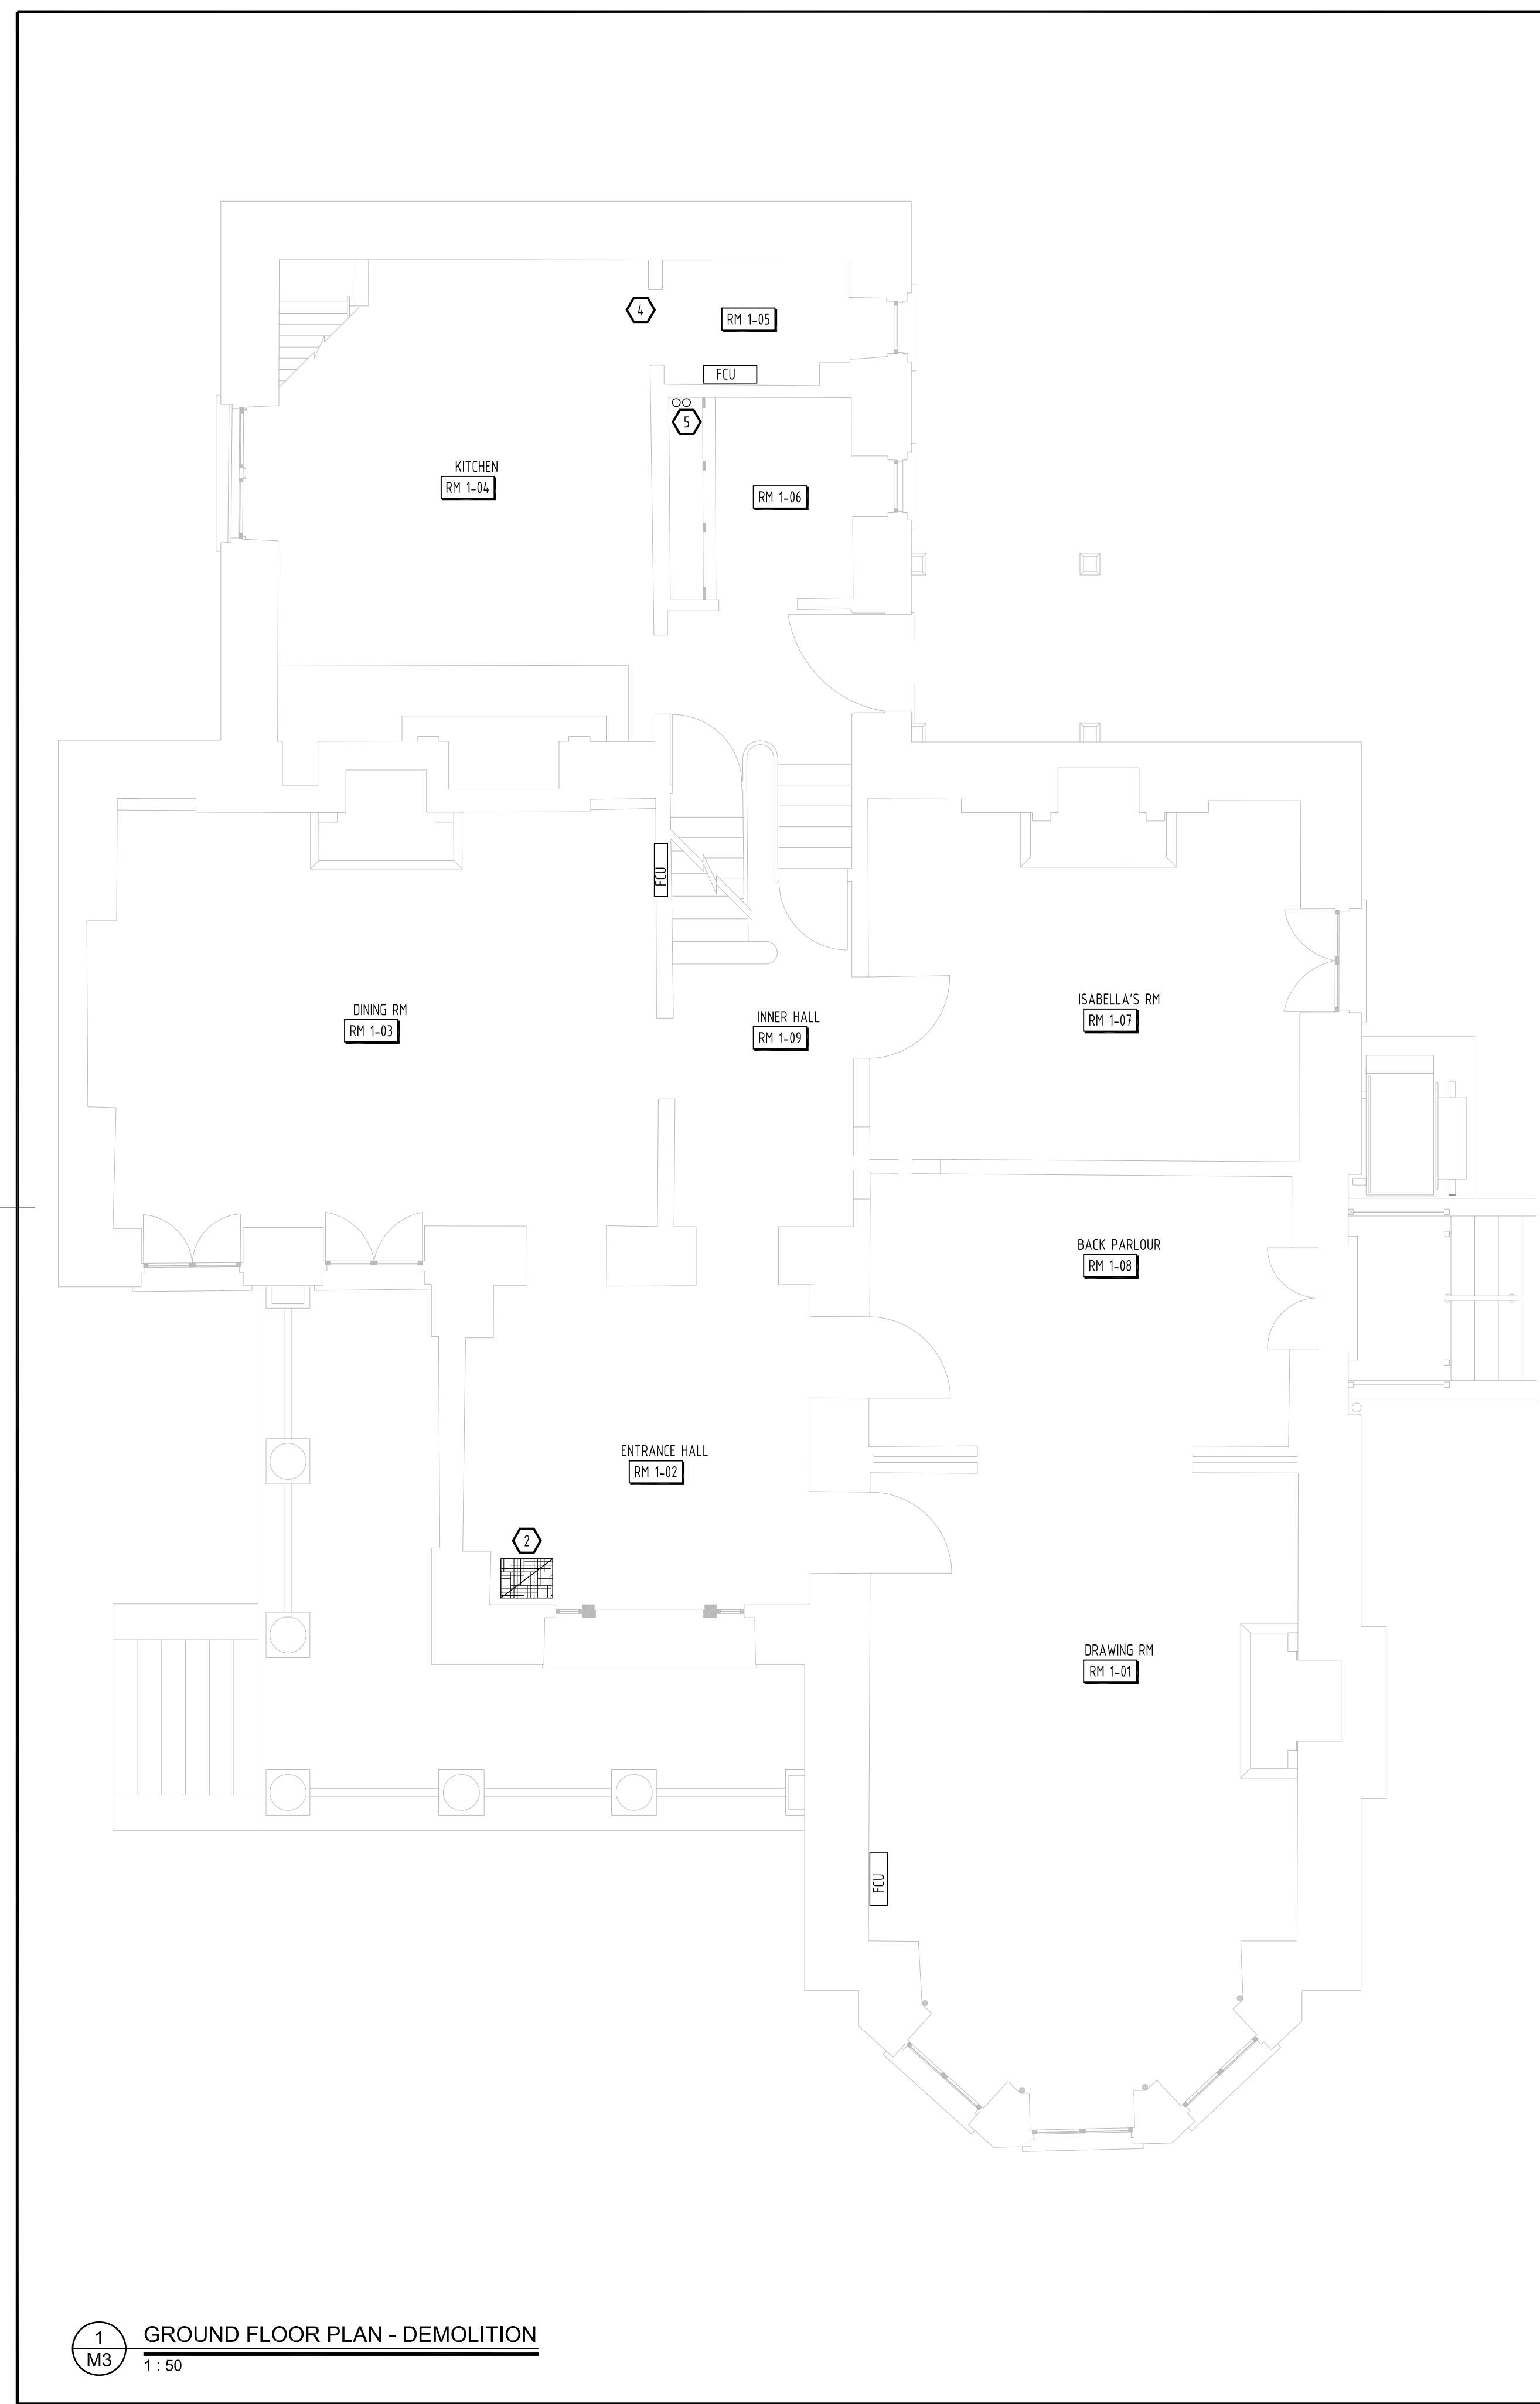 4
RM 1-05
FCU
5
KITCHEN
RM 1-04
RM 1-06
FCU
DINING RM
RM 1-03
INNER HALL
RM 1-09
ISABELLA'S RM
RM 1-07
BACK PARLOUR
RM 1-08
ENTRANCE HALL
RM 1-02
2
DRAWING RM
RM 1-01
FCU
1
M3
GROUND FLOOR PLAN - DEMOLITION
1 : 50